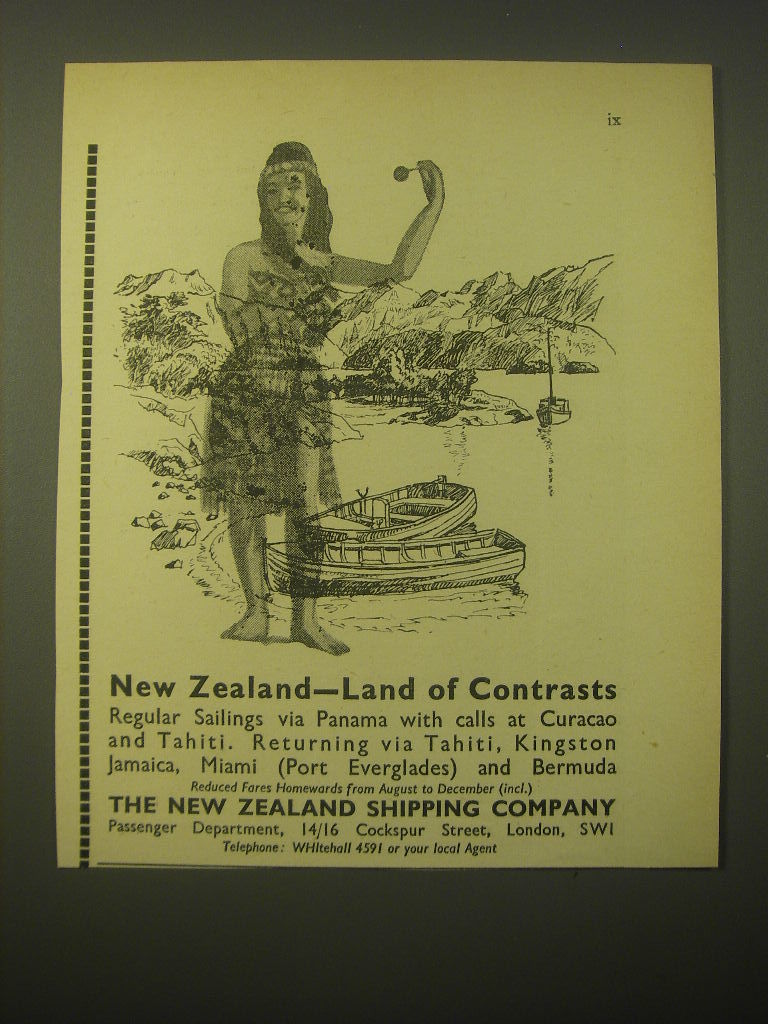 ix
New Zealand—Land of Contrasts
Regular Sailings via Panama with calls at Curacao
and Tahiti. Returning via Tahiti, Kingston
Jamaica, Miami (Port Everglades) and Bermuda
Reduced Fares Homewards from August to December (incl.)
THE NEW ZEALAND SHIPPING COMPANY
Passenger Department, 14/16 Cockspur Street, London, SW1
Telephone: WHItehall 4591 or your local Agent